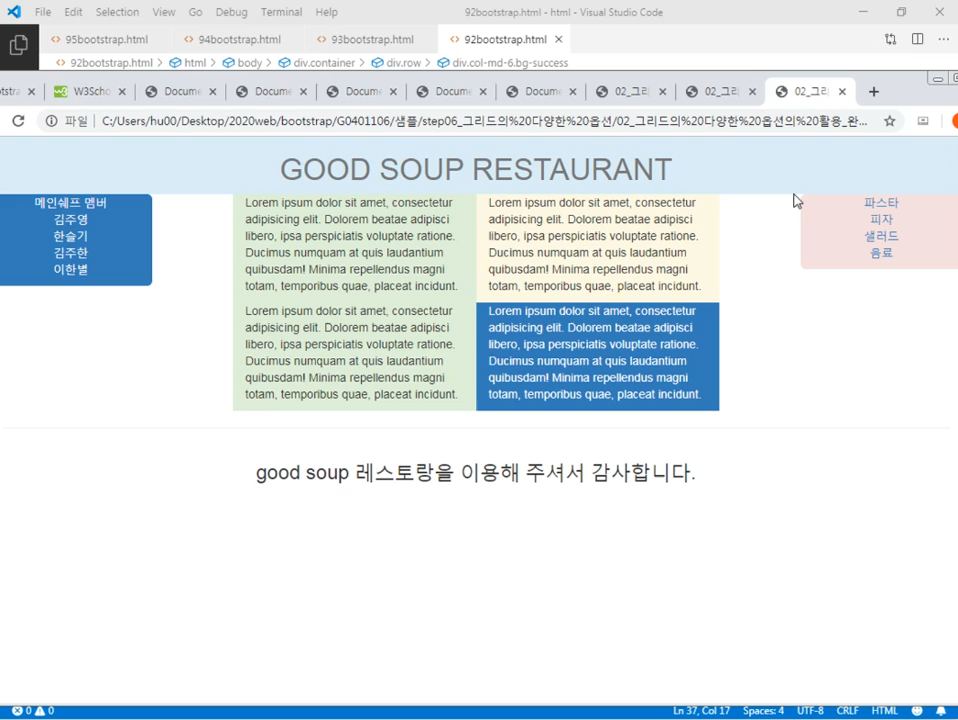 File Edit Selection View Go Debug Terminal Help 92bootstrap.html - html - Visual Studio Code
95bootstrap.html 94bootstrap.html 93bootstrap.html 92bootstrap.html
92bootstrap.html > html > body > div.container > div.row > div.col-md-6.bg-success
W3Scho Docume Docume Docume Docume Docume 02_그리 02_그리 02_그리
파일 C:/Users/hu00/Desktop/2020web/bootstrap/G0401106/샘플/step06_그리드의%20다양한%20옵션/02_그리드의%20다양한%20옵션의%20활용_완...
GOOD SOUP RESTAURANT
메인쉐프 멤버
김주영
한슬기
김주한
이한별
Lorem ipsum dolor sit amet, consectetur
adipisicing elit. Dolorem beatae adipisci
libero, ipsa perspiciatis voluptate ratione.
Ducimus numquam at quis laudantium
quibusdam! Minima repellendus magni
totam, temporibus quae, placeat incidunt.
Lorem ipsum dolor sit amet, consectetur
adipisicing elit. Dolorem beatae adipisci
libero, ipsa perspiciatis voluptate ratione.
Ducimus numquam at quis laudantium
quibusdam! Minima repellendus magni
totam, temporibus quae, placeat incidunt.
Lorem ipsum dolor sit amet, consectetur
adipisicing elit. Dolorem beatae adipisci
libero, ipsa perspiciatis voluptate ratione.
Ducimus numquam at quis laudantium
quibusdam! Minima repellendus magni
totam, temporibus quae, placeat incidunt.
Lorem ipsum dolor sit amet, consectetur
adipisicing elit. Dolorem beatae adipisci
libero, ipsa perspiciatis voluptate ratione.
Ducimus numquam at quis laudantium
quibusdam! Minima repellendus magni
totam, temporibus quae, placeat incidunt.
파스타
피자
샐러드
음료
good soup 레스토랑을 이용해 주셔서 감사합니다.
0 0 Ln 37, Col 17 Spaces: 4 UTF-8 CRLF HTML